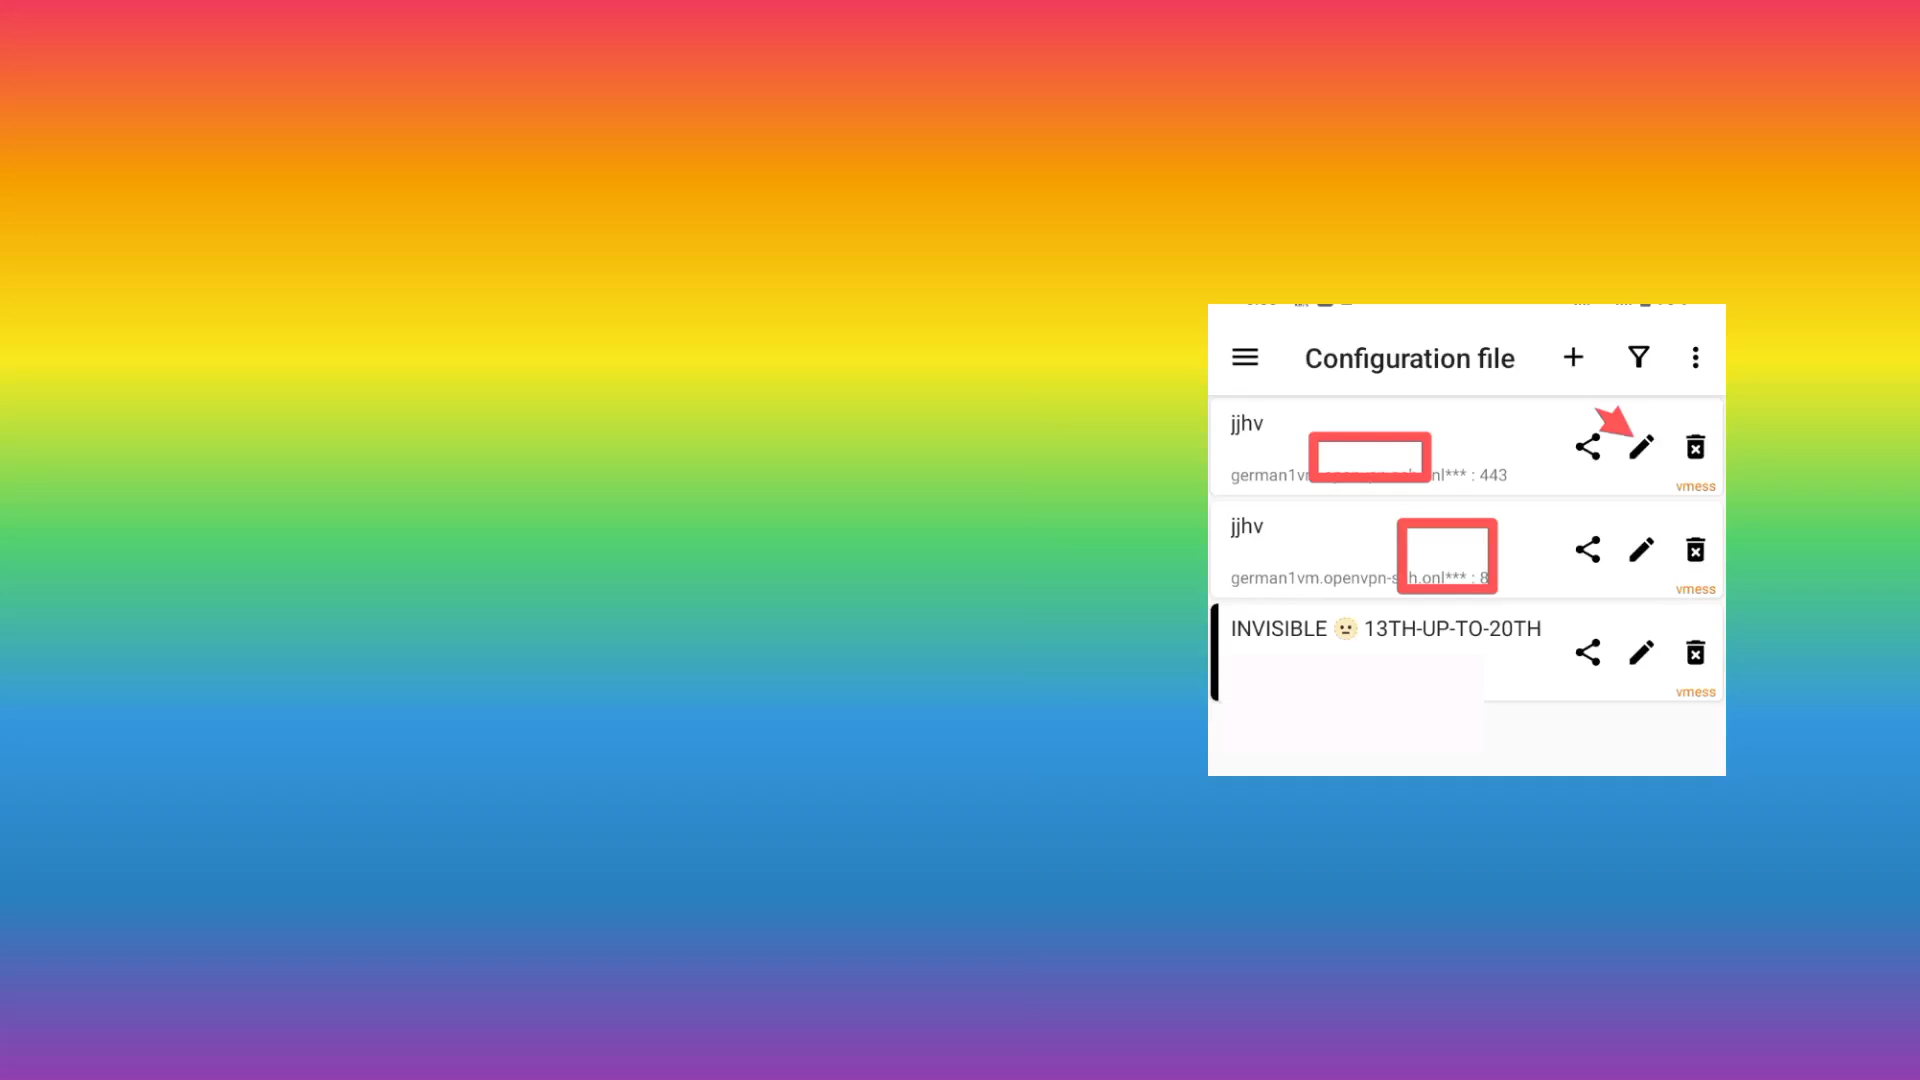 Configuration file
jjhv
german1v nl*** : 443
vmess
jjhv
german1vm.openvpn-s h.onl*** : 8
vmess
INVISIBLE 🫥 13TH-UP-TO-20TH
vmess